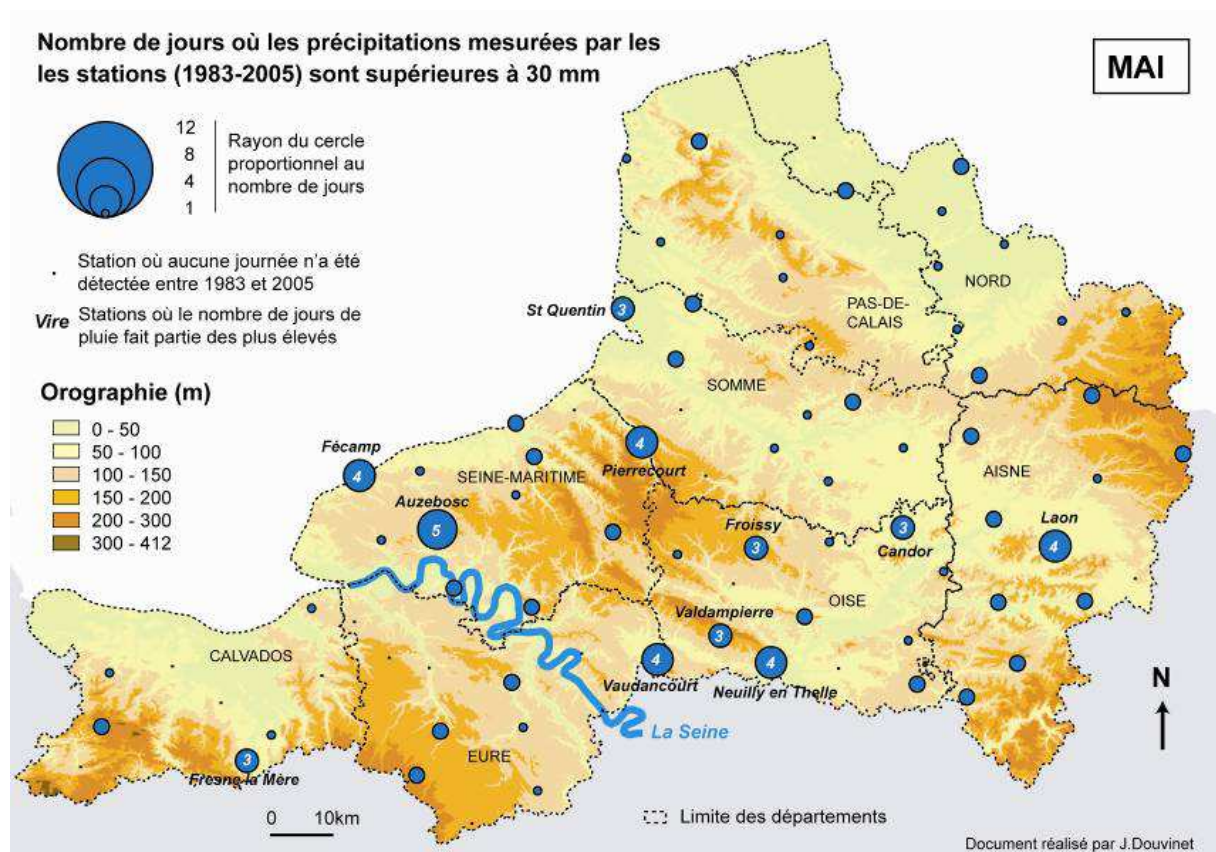 Nombre de jours où les précipitations mesurées par les
les stations (1983-2005) sont supérieures à 30 mm
MAI
12
8
4
1
Rayon du cercle
proportionnel au
nombre de jours
Station où aucune journée n'a été
détectée entre 1983 et 2005
Vire
Stations où le nombre de jours de
pluie fait partie des plus élevés
Orographie (m)
0 - 50
50 - 100
100 - 150
150 - 200
200 - 300
300 - 412
NORD
PAS-DE-
CALAIS
St Quentin
3
SOMME
Fécamp
4
SEINE-MARITIME
4
Pierrecourt
AISNE
Auzebosc
5
Froissy
3
3
Candor
Laon
4
OISE
Valdampierre
3
CALVADOS
4
Vaudancourt
4
Neuilly en Thelle
La Seine
EURE
3
Fresne la Mère
N
0 10km
Limite des départements
Document réalisé par J.Douvinet